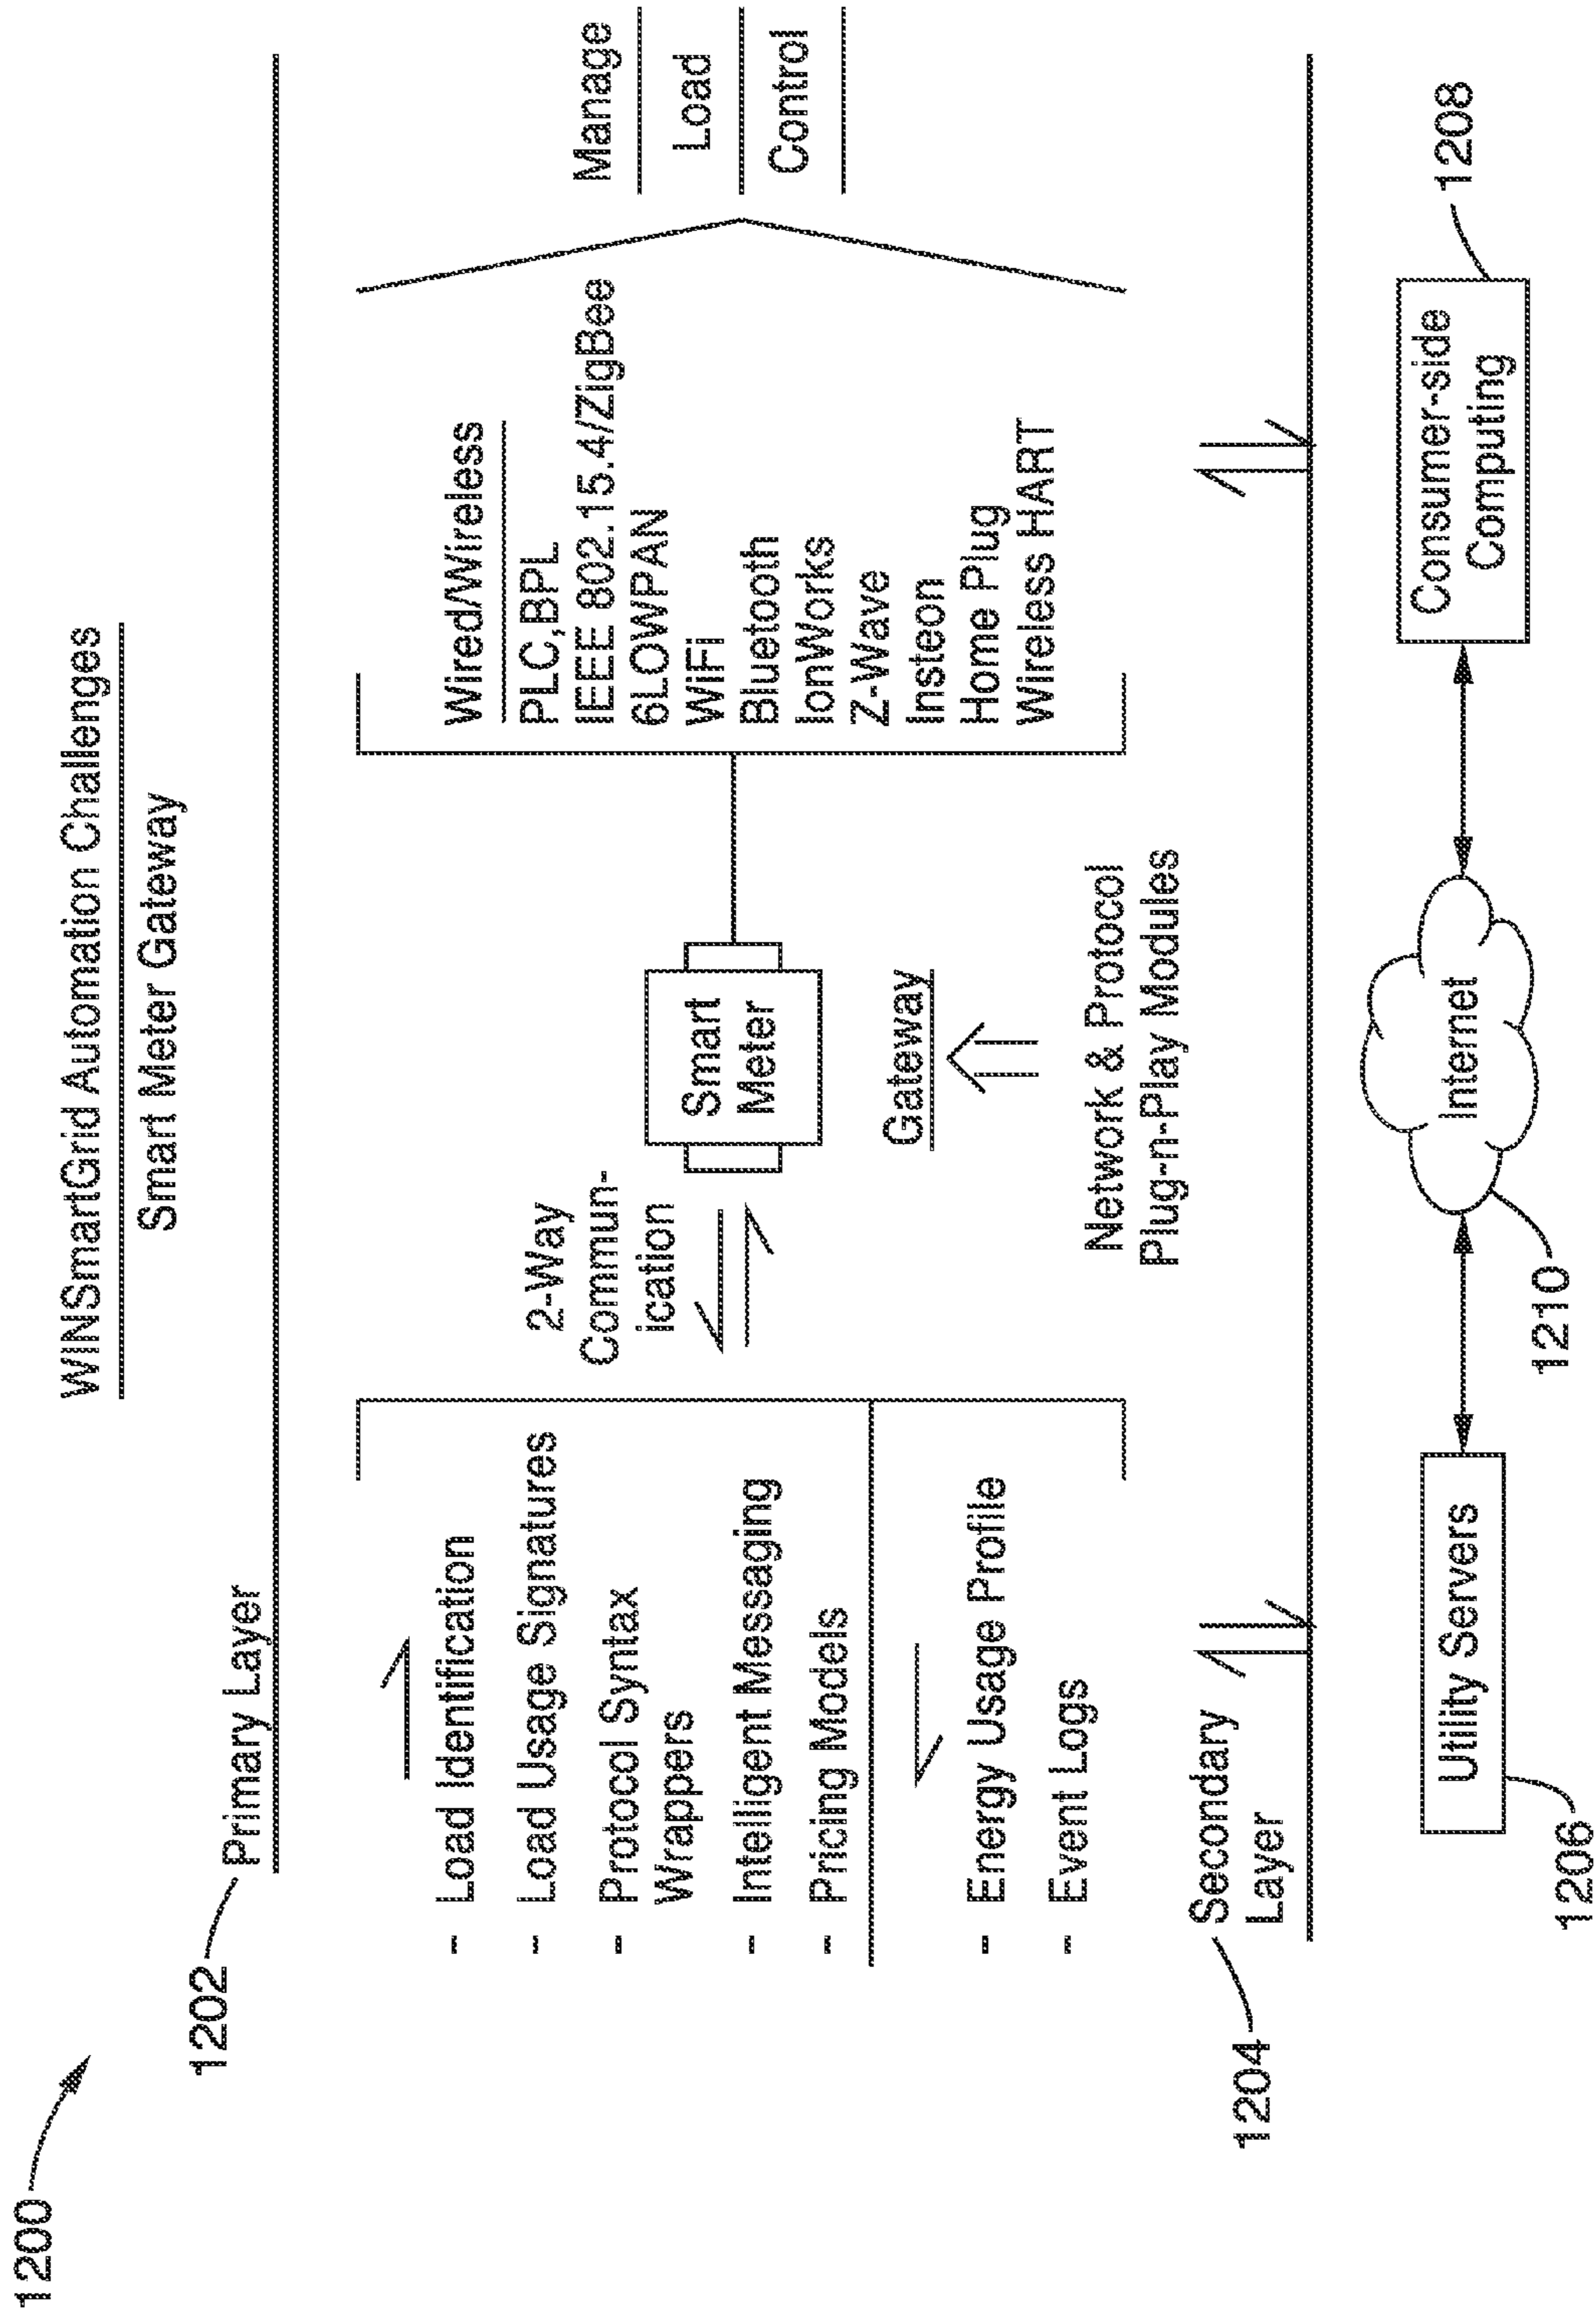 1200
WINSmartGrid Automation Challenges
Smart Meter Gateway
1202
Primary Layer
- Load Identification
- Load Usage Signatures
- Protocol Syntax
Wrappers
- Intelligent Messaging
- Pricing Models
- Energy Usage Profile
- Event Logs
2-Way
Commun-
ication
Smart
Meter
Gateway
Network & Protocol
Plug-n-Play Modules
Wired/Wireless
PLC,BPL
IEEE 802.15.4/ZigBee
6LOWPAN
WiFi
Bluetooth
IonWorks
Z-Wave
Insteon
Home Plug
Wireless HART
Manage
Load
Control
1204
Secondary
Layer
Utility Servers
1206
Internet
1210
Consumer-side
Computing
1208